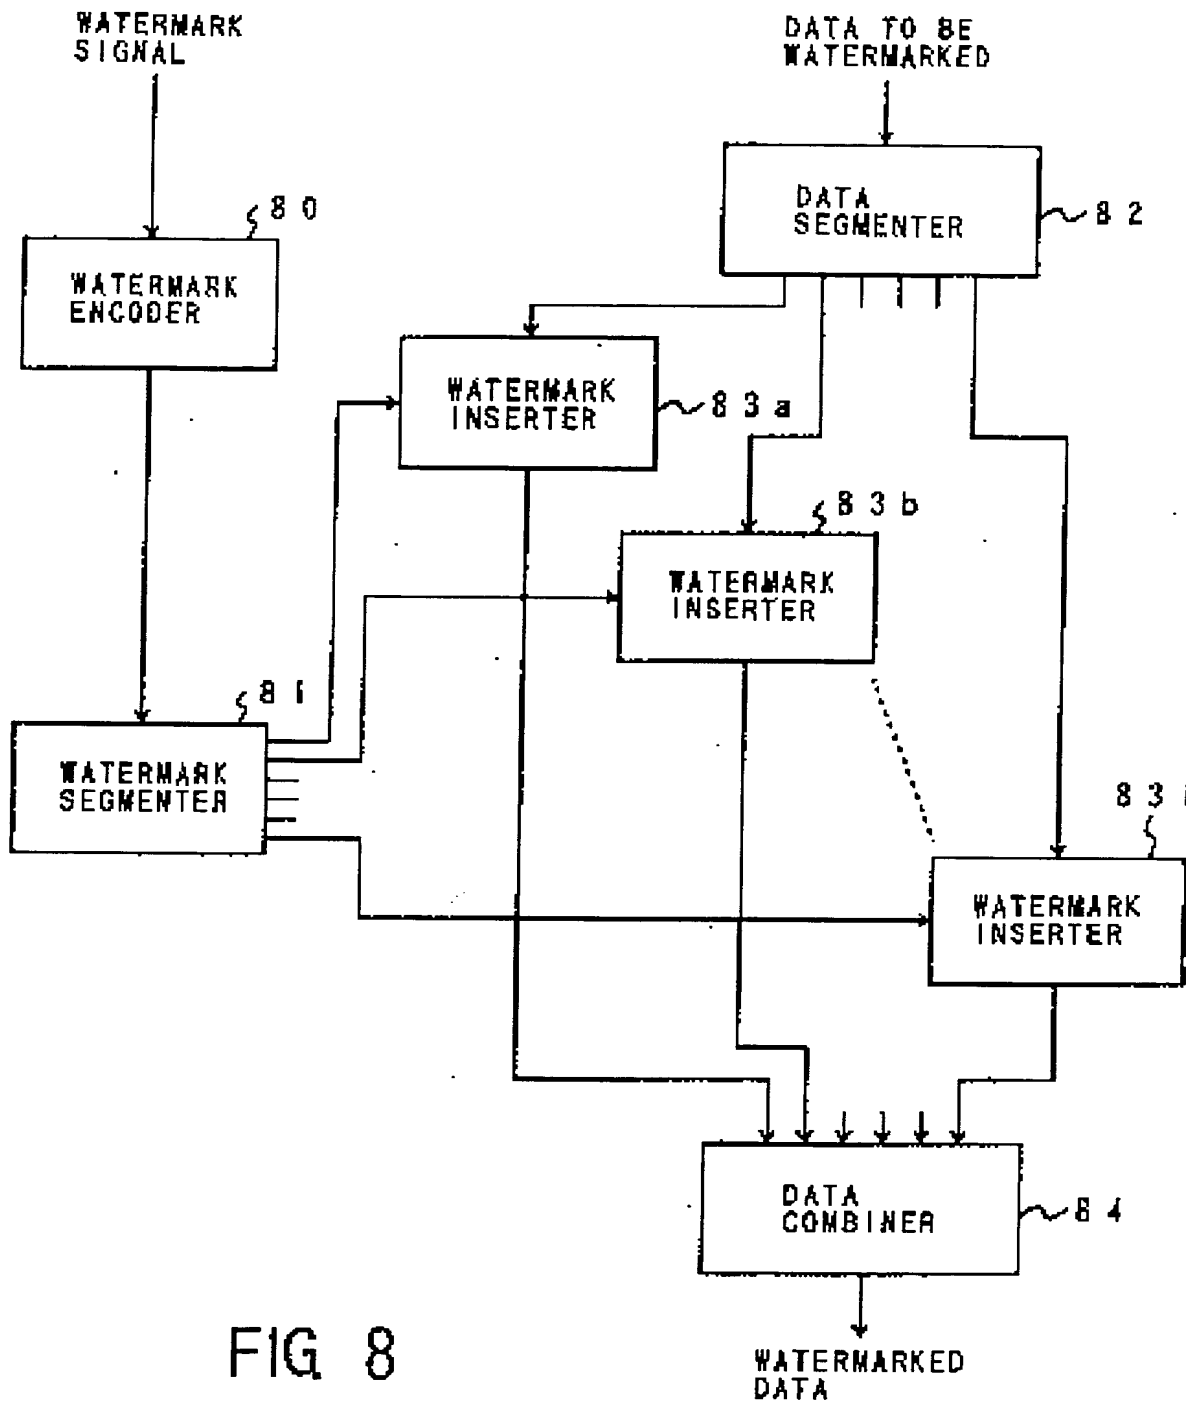 WATERMARK
SIGNAL
DATA TO BE
WATERMARKED
80
WATERMARK
ENCODER
DATA
SEGMENTER
82
WATERMARK
INSERTER
83a
83b
WATERMARK
INSERTER
81
WATERMARK
SEGMENTER
WATERMARK
INSERTER
DATA
COMBINER
84
WATERMARKED
DATA
FIG. 8